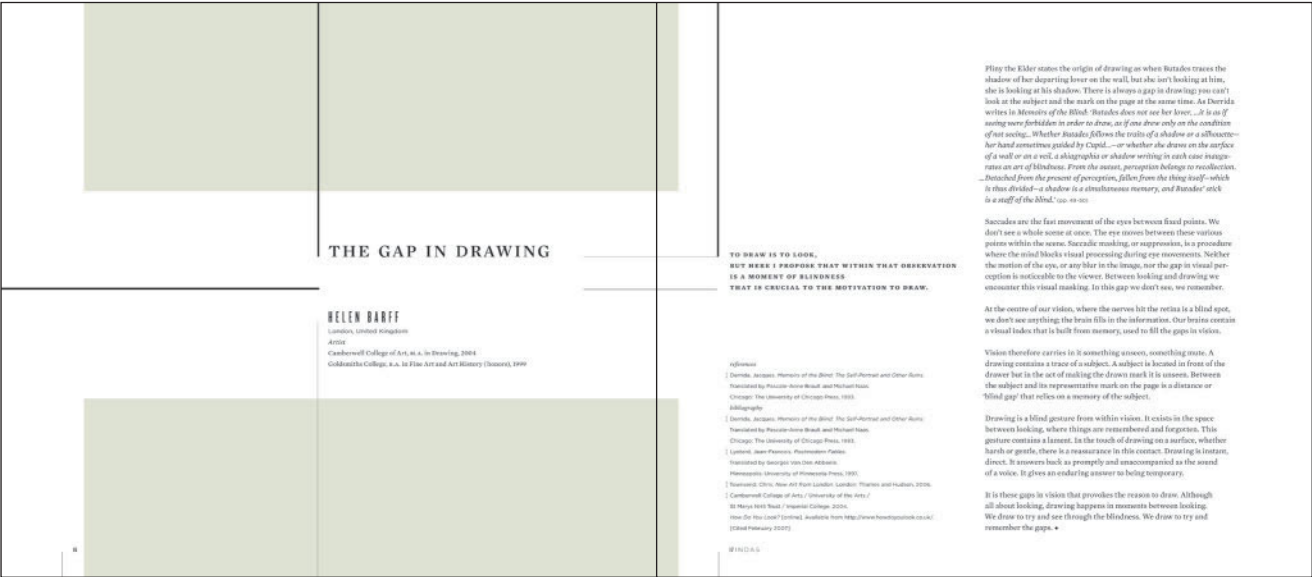 THE GAP IN DRAWING
HELEN BARFF
London, United Kingdom
Artist
Camberwell College of Art, M.A. in Drawing, 2004
Goldsmiths College, B.A. in Fine Art and Art History (honors), 1999
TO DRAW IS TO LOOK,
BUT HERE I PROPOSE THAT WITHIN THAT OBSERVATION
IS A MOMENT OF BLINDNESS
THAT IS CRUCIAL TO THE MOTIVATION TO DRAW.
references
[ Derrida, Jacques. Memoirs of the Blind: The Self-Portrait and Other Ruins.
Translated by Pascale-Anne Brault and Michael Naas.
Chicago: The University of Chicago Press, 1993.
bibliography
[ Derrida, Jacques. Memoirs of the Blind: The Self-Portrait and Other Ruins.
Translated by Pascale-Anne Brault and Michael Naas.
Chicago: The University of Chicago Press, 1993.
[ Lyotard, Jean-Francois. Postmodern Fables.
Translated by Georges Van Den Abbeele.
Minneapolis: University of Minnesota Press, 1997.
[ Townsend, Chris. New Art from London. London: Thames and Hudson, 2006.
[ Camberwell College of Arts / University of the Arts /
St Marys NHS Trust / Imperial College. 2004.
How Do You Look? [online]. Available from http://www.howdoyoulook.co.uk/.
[Cited February 2007]
Pliny the Elder states the origin of drawing as when Butades traces the
shadow of her departing lover on the wall, but she isn't looking at him,
she is looking at his shadow. There is always a gap in drawing; you can't
look at the subject and the mark on the page at the same time. As Derrida
writes in Memoirs of the Blind: 'Butades does not see her lover, ...it is as if
seeing were forbidden in order to draw, as if one drew only on the condition
of not seeing... Whether Butades follows the traits of a shadow or a silhouette—
her hand sometimes guided by Cupid...—or whether she draws on the surface
of a wall or on a veil, a skiagraphia or shadow writing in each case inaugu-
rates an art of blindness. From the outset, perception belongs to recollection.
...Detached from the present of perception, fallen from the thing itself—which
is thus divided—a shadow is a simultaneous memory, and Butades' stick
is a staff of the blind.' (pp. 49-50)
Saccades are the fast movement of the eyes between fixed points. We
don't see a whole scene at once. The eye moves between these various
points within the scene. Saccadic masking, or suppression, is a procedure
where the mind blocks visual processing during eye movements. Neither
the motion of the eye, or any blur in the image, nor the gap in visual per-
ception is noticeable to the viewer. Between looking and drawing we
encounter this visual masking. In this gap we don't see, we remember.
At the centre of our vision, where the nerves hit the retina is a blind spot,
we don't see anything; the brain fills in the information. Our brains contain
a visual index that is built from memory, used to fill the gaps in vision.
Vision therefore carries in it something unseen, something mute. A
drawing contains a trace of a subject. A subject is located in front of the
drawer but in the act of making the drawn mark it is unseen. Between
the subject and its representative mark on the page is a distance or
'blind gap' that relies on a memory of the subject.
Drawing is a blind gesture from within vision. It exists in the space
between looking, where things are remembered and forgotten. This
gesture contains a lament. In the touch of drawing on a surface, whether
harsh or gentle, there is a reassurance in this contact. Drawing is instant,
direct. It answers back as promptly and unaccompanied as the sound
of a voice. It gives an enduring answer to being temporary.
It is these gaps in vision that provokes the reason to draw. Although
all about looking, drawing happens in moments between looking.
We draw to try and see through the blindness. We draw to try and
remember the gaps. •